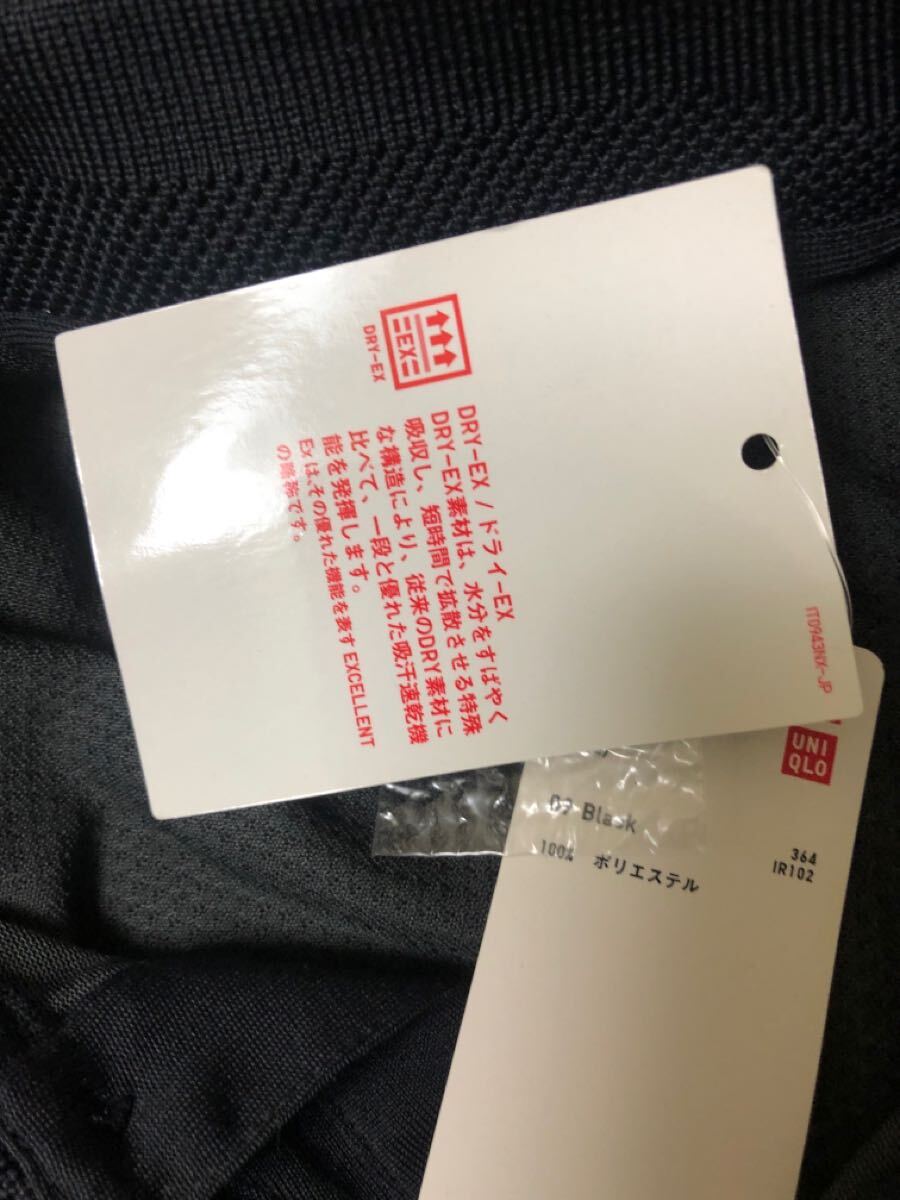 EX
DRY-EX
DRY-EX / ドライ-EX
DRY-EX素材は、水分をすばやく
吸収し、短時間で拡散させる特殊
な構造により、従来のDRY素材に
比べて、一段と優れた吸汗速乾機
能を発揮します。
EXは、その優れた機能を表すEXCELLENT
の略称です。
IT0943NX-JP
UNI
QLO
09 Black
100% ポリエステル
364
IR102